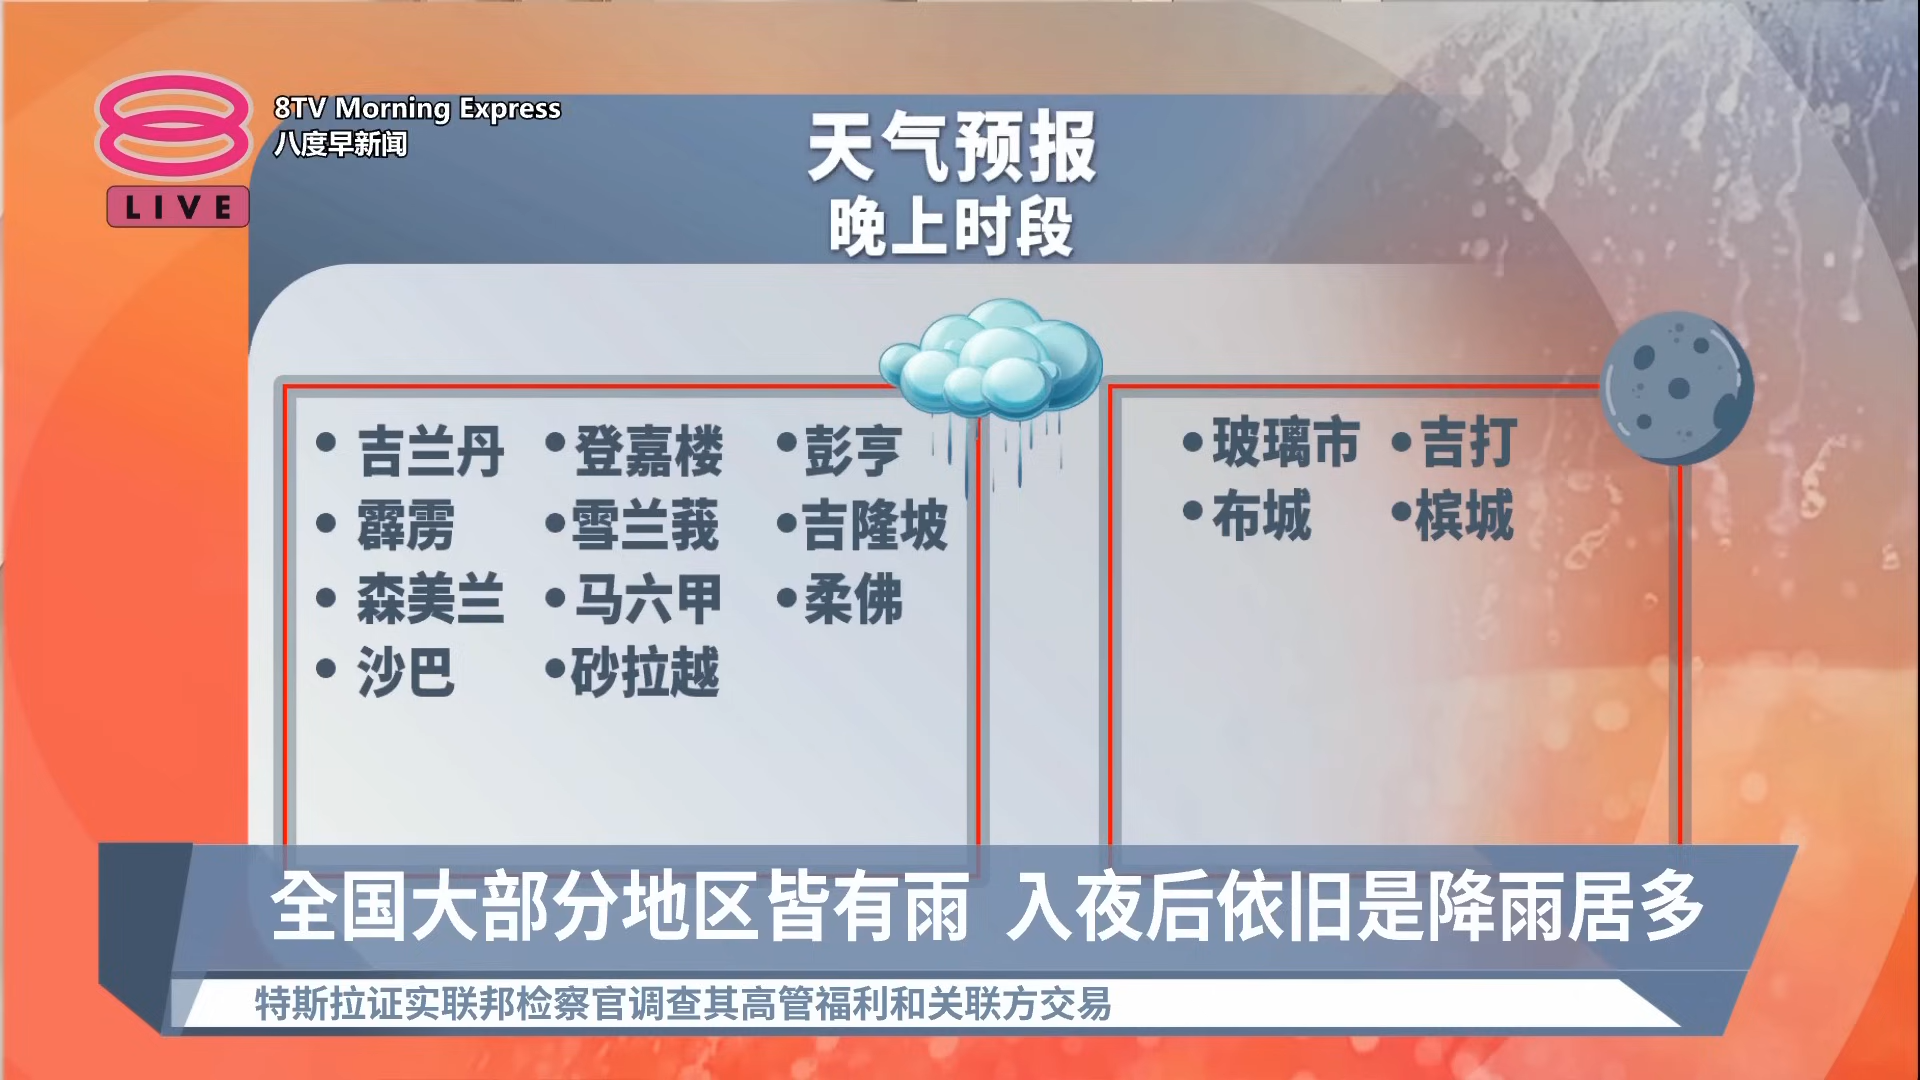 8TV Morning Express
八度早新闻
LIVE
天气预报
晚上时段
• 吉兰丹 • 登嘉楼 • 彭亨
• 霹雳 • 雪兰莪 • 吉隆坡
• 森美兰 • 马六甲 • 柔佛
• 沙巴 • 砂拉越
• 玻璃市 • 吉打
• 布城 • 槟城
全国大部分地区皆有雨 入夜后依旧是降雨居多
特斯拉证实联邦检察官调查其高管福利和关联方交易